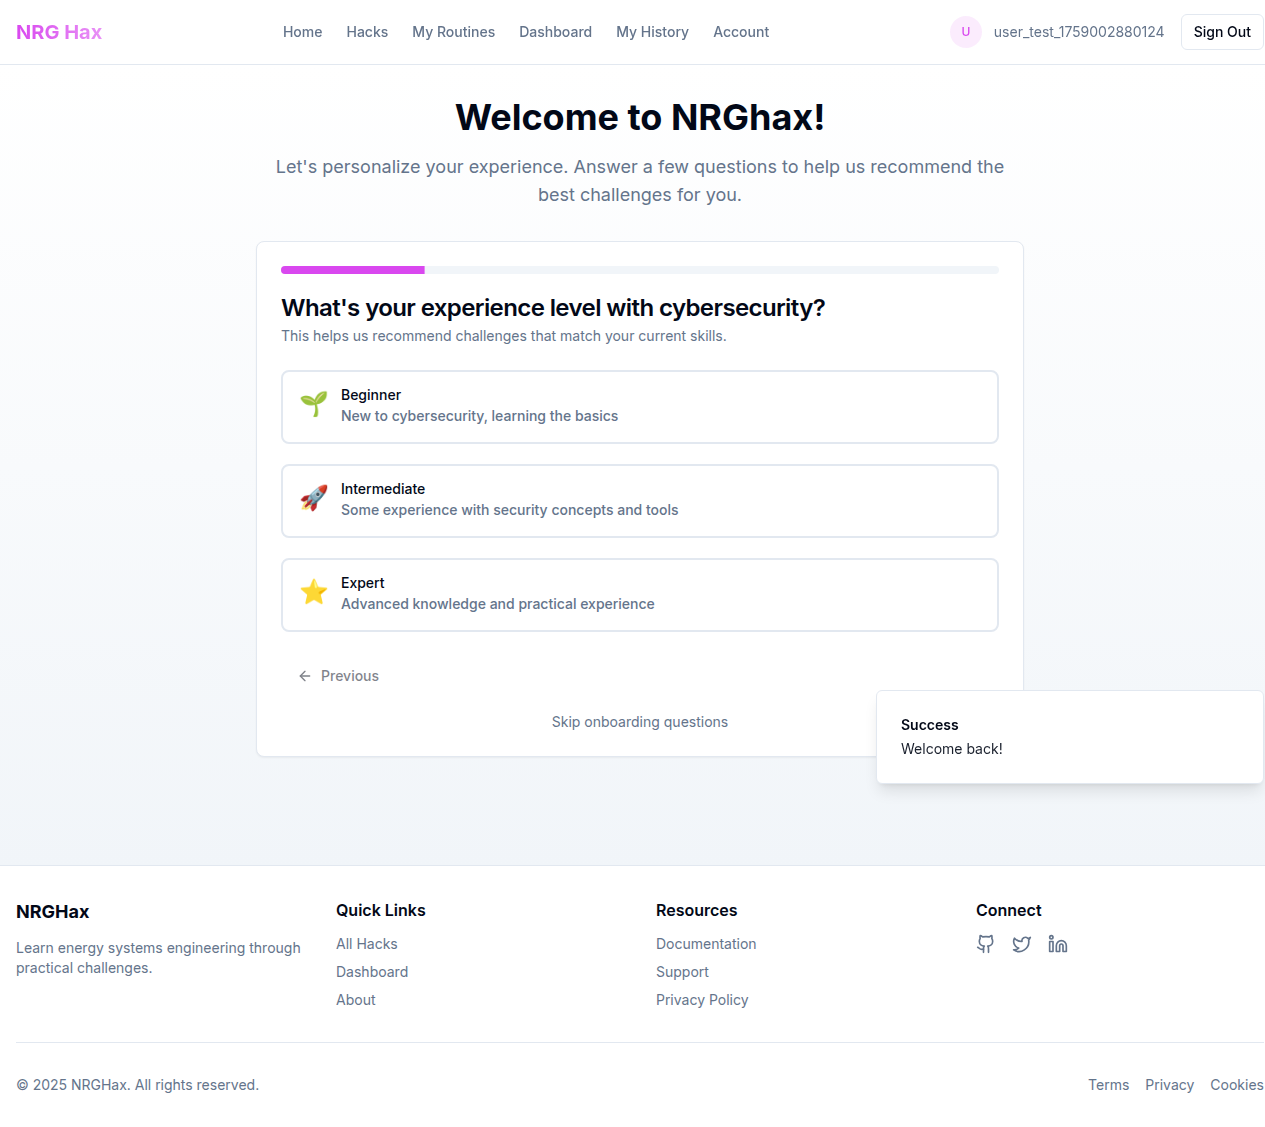 NRG Hax
Home
Hacks
My Routines
Dashboard
My History
Account
U
user_test_1759002880124
Sign Out
Welcome to NRGhax!
Let's personalize your experience. Answer a few questions to help us recommend the
best challenges for you.
What's your experience level with cybersecurity?
This helps us recommend challenges that match your current skills.
Beginner
New to cybersecurity, learning the basics
Intermediate
Some experience with security concepts and tools
Expert
Advanced knowledge and practical experience
Previous
Skip onboarding questions
Success
Welcome back!
NRGHax
Learn energy systems engineering through
practical challenges.
Quick Links
All Hacks
Dashboard
About
Resources
Documentation
Support
Privacy Policy
Connect
© 2025 NRGHax. All rights reserved.
Terms
Privacy
Cookies